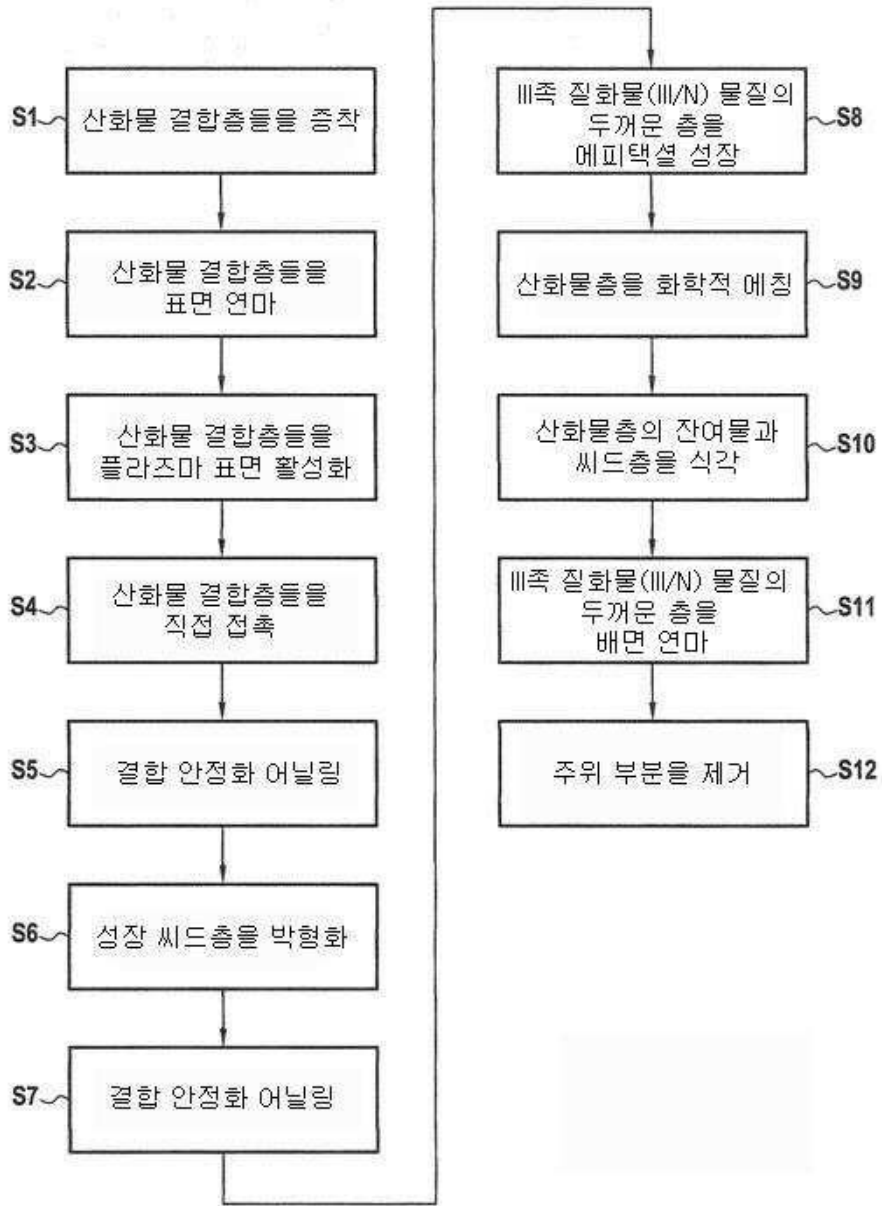 S1
산화물 결합층들을 증착
S2
산화물 결합층들을
표면 연마
S3
산화물 결합층들을
플라즈마 표면 활성화
S4
산화물 결합층들을
직접 접촉
S5
결합 안정화 어닐링
S6
성장 씨드층을 박형화
S7
결합 안정화 어닐링
III족 질화물(III/N) 물질의
두꺼운 층을
에피택셜 성장
S8
산화물층을 화학적 에칭
S9
산화물층의 잔여물과
씨드층을 식각
S10
III족 질화물(III/N) 물질의
두꺼운 층을
배면 연마
S11
주위 부분을 제거
S12